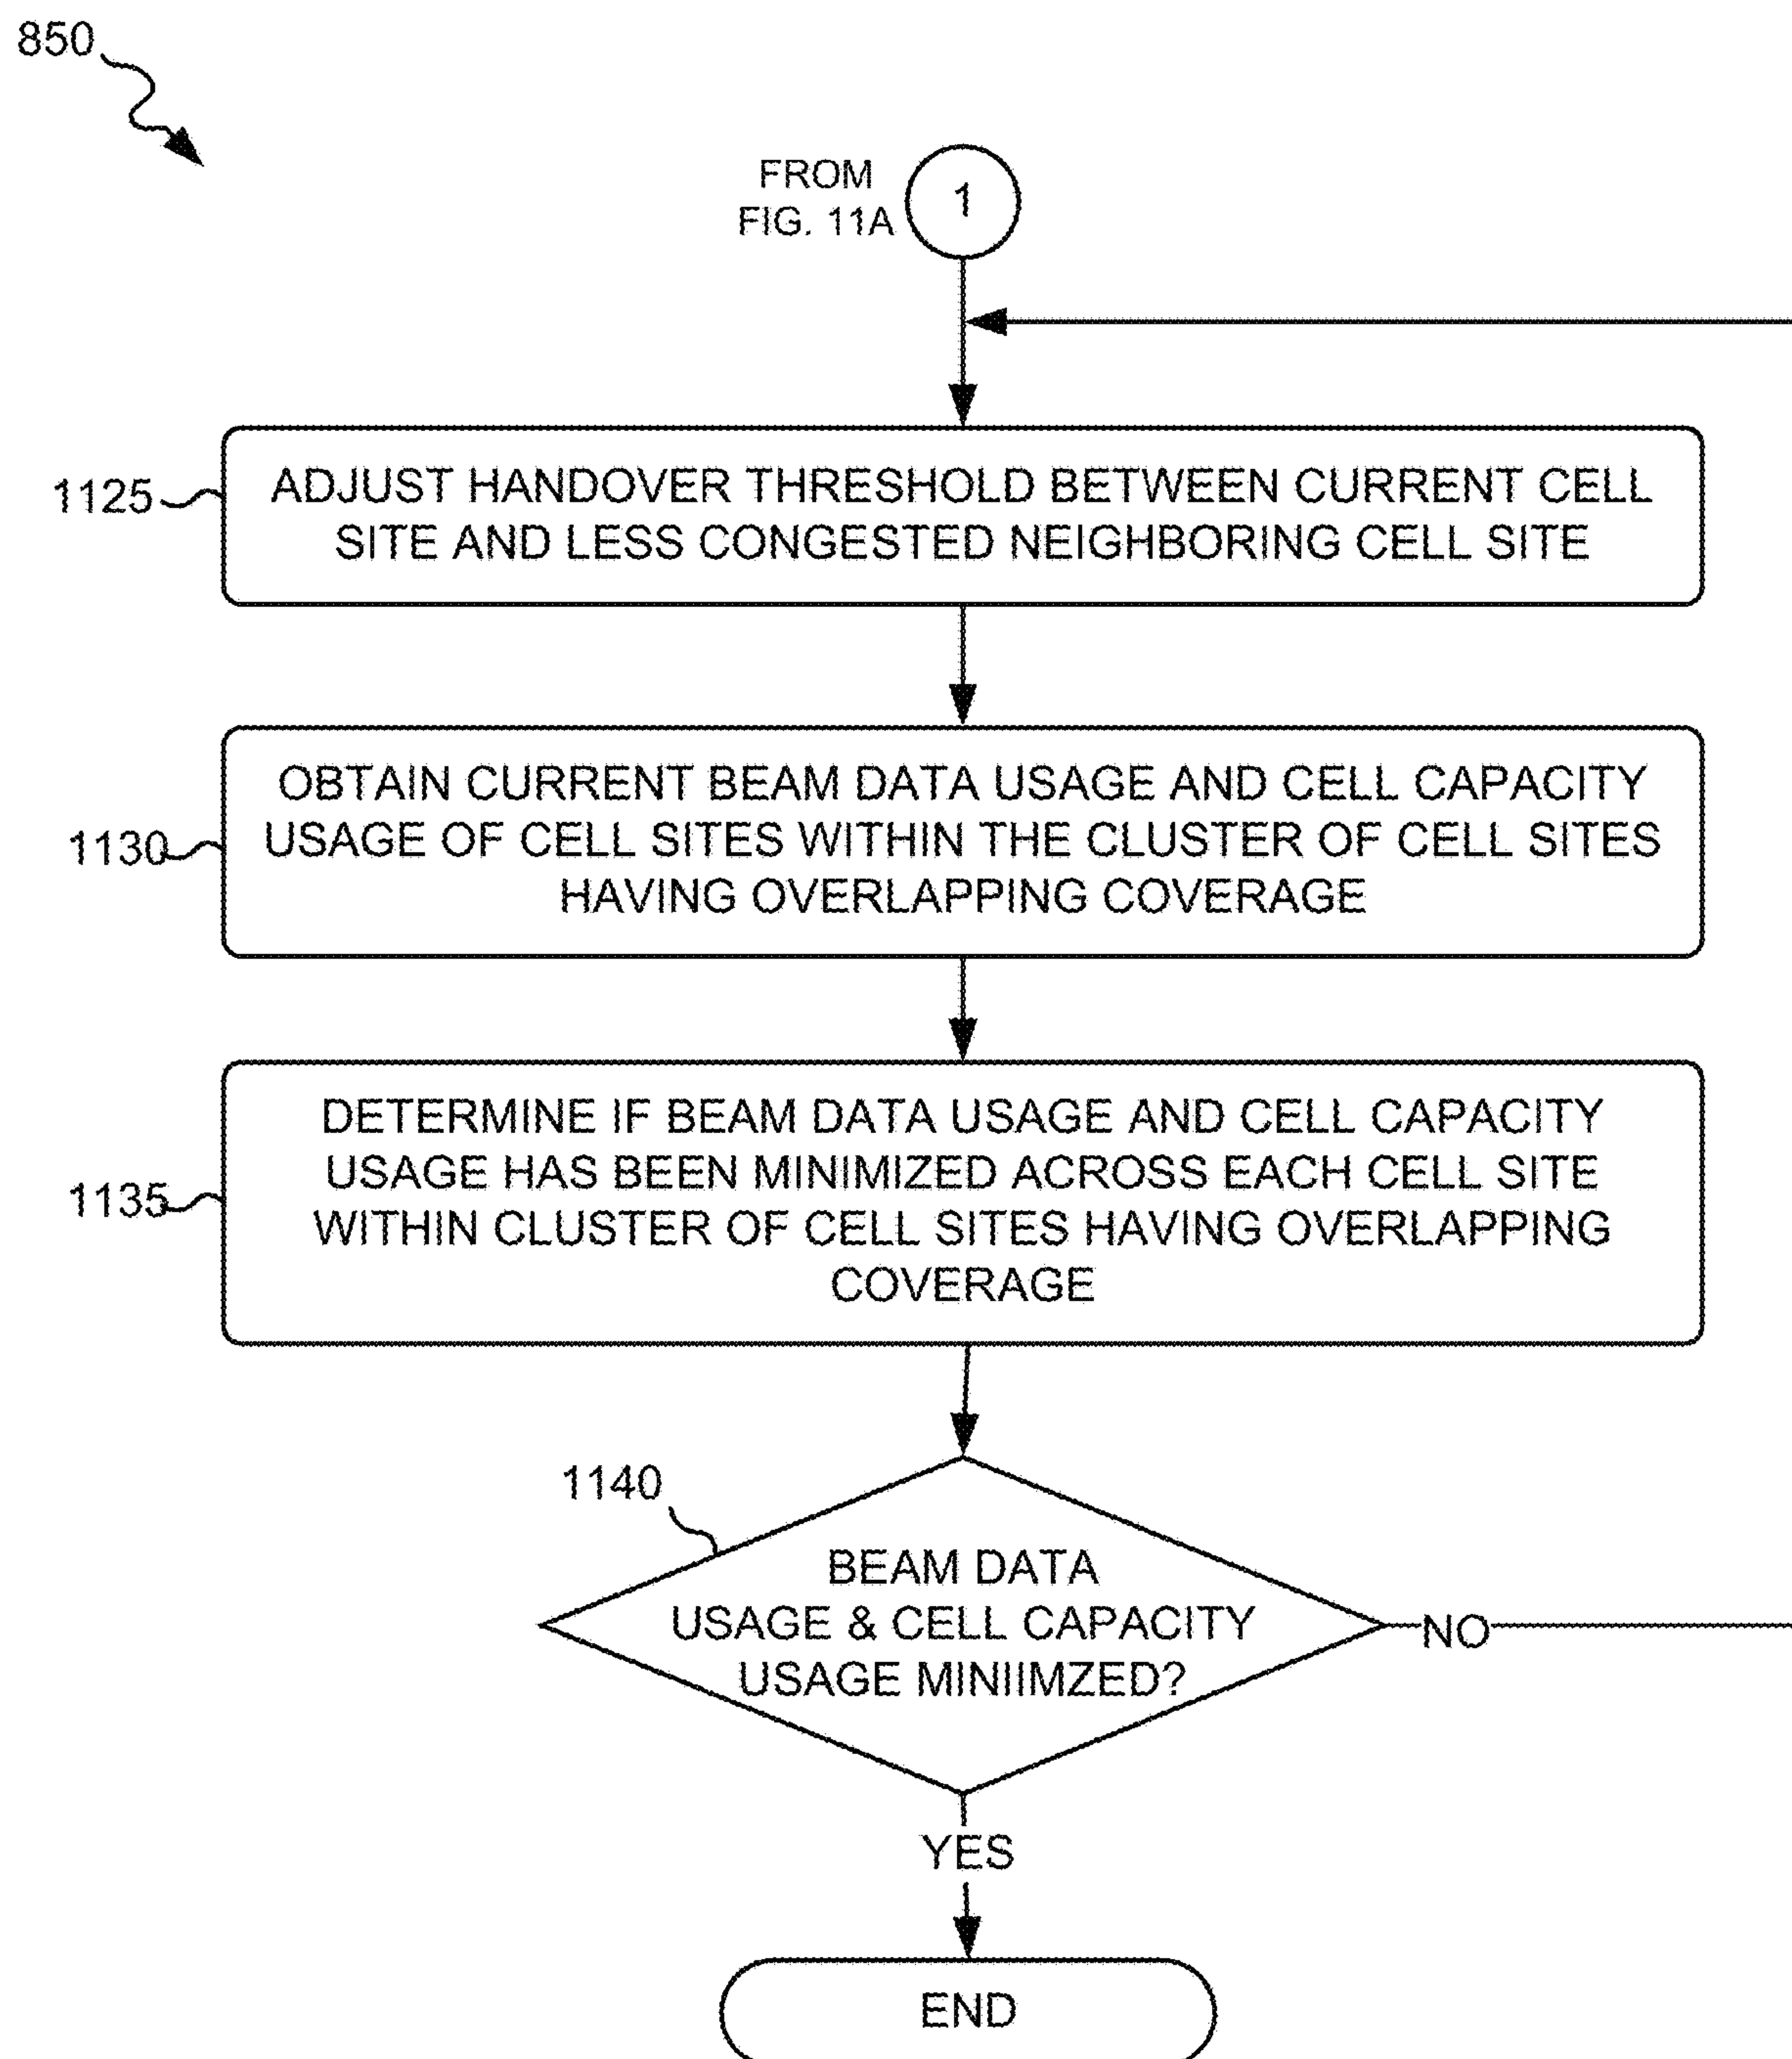 850
FROM
FIG. 11A
1
1125
ADJUST HANDOVER THRESHOLD BETWEEN CURRENT CELL
SITE AND LESS CONGESTED NEIGHBORING CELL SITE
1130
OBTAIN CURRENT BEAM DATA USAGE AND CELL CAPACITY
USAGE OF CELL SITES WITHIN THE CLUSTER OF CELL SITES
HAVING OVERLAPPING COVERAGE
1135
DETERMINE IF BEAM DATA USAGE AND CELL CAPACITY
USAGE HAS BEEN MINIMIZED ACROSS EACH CELL SITE
WITHIN CLUSTER OF CELL SITES HAVING OVERLAPPING
COVERAGE
1140
BEAM DATA
USAGE & CELL CAPACITY
USAGE MINIIMZED?
NO
YES
END